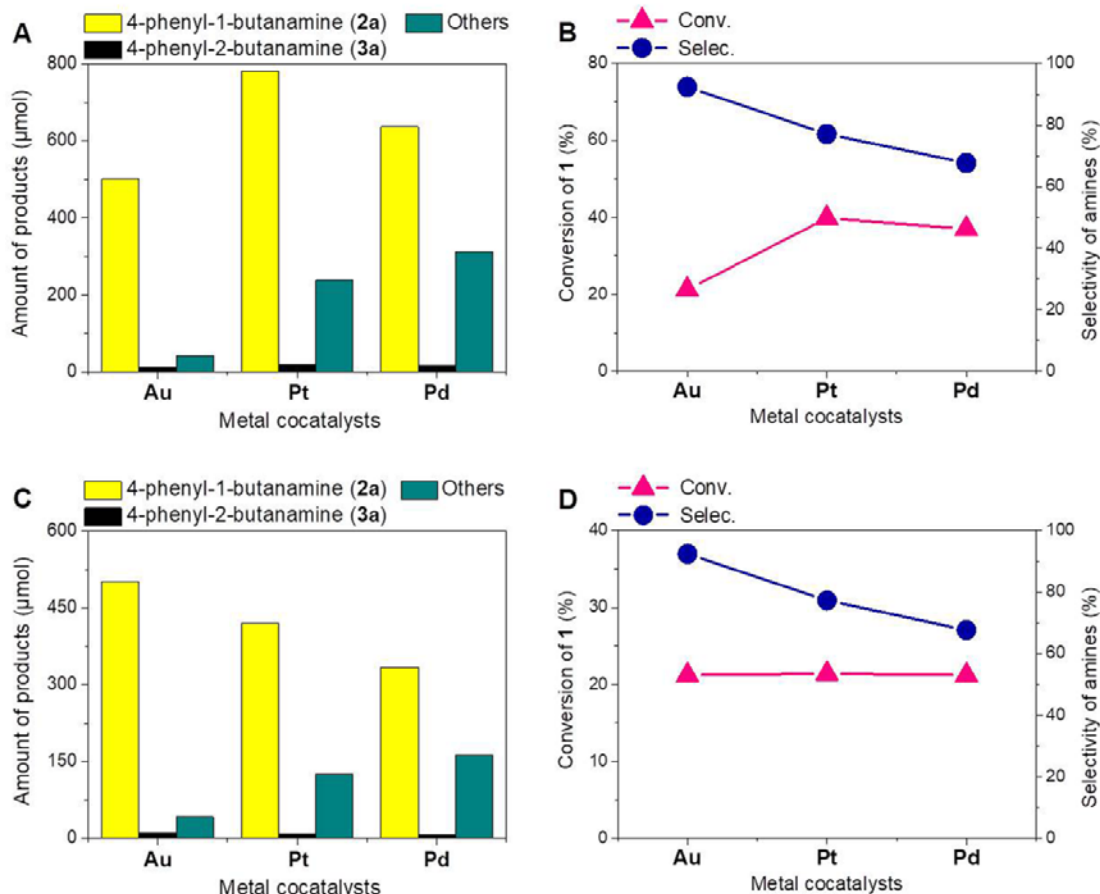 A
4-phenyl-1-butanamine (2a) Others
4-phenyl-2-butanamine (3a)
800
600
400
200
0
Amount of products (μmol)
Au Pt Pd
Metal cocatalysts
B
Conv.
Selec.
80
60
40
20
0
Conversion of 1 (%)
100
80
60
40
20
0
Selectivity of amines (%)
Au Pt Pd
Metal cocatalysts
C
4-phenyl-1-butanamine (2a) Others
4-phenyl-2-butanamine (3a)
600
450
300
150
0
Amount of products (μmol)
Au Pt Pd
Metal cocatalysts
D
Conv.
Selec.
40
30
20
10
0
Conversion of 1 (%)
100
80
60
40
20
0
Selectivity of amines (%)
Au Pt Pd
Metal cocatalysts